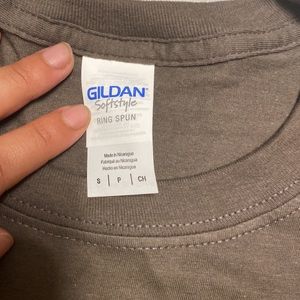 GILDAN
Softstyle
RING SPUN
Made in Nicaragua
Fabriqué au Nicaragua
Hecho en Nicaragua
S | P | CH